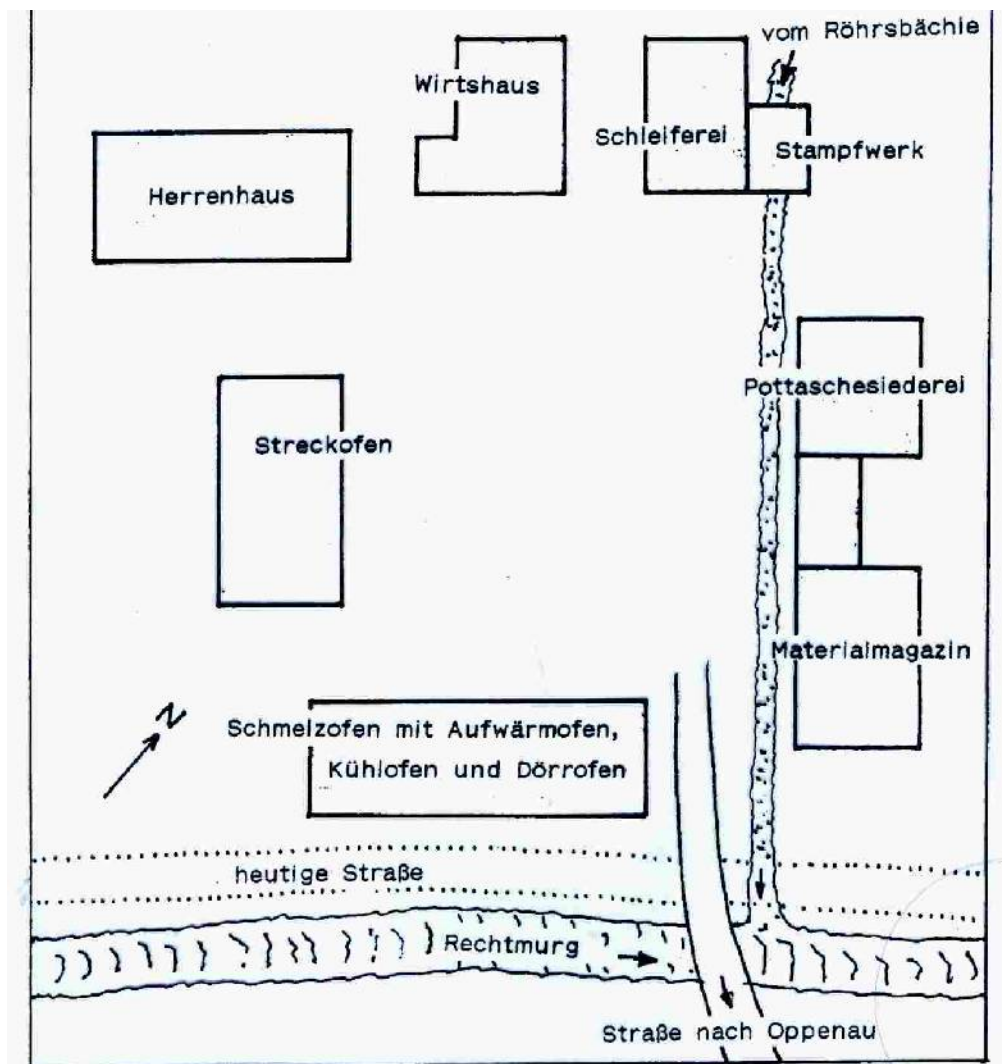 vom Röhrsbächle
Wirtshaus
Schleiferei
Stampfwerk
Herrenhaus
Pottaschesiederei
Streckofen
Materialmagazin
N
Schmelzofen mit Aufwärmofen,
Kühlofen und Dörrofen
heutige Straße
Rechtmurg
Straße nach Oppenau